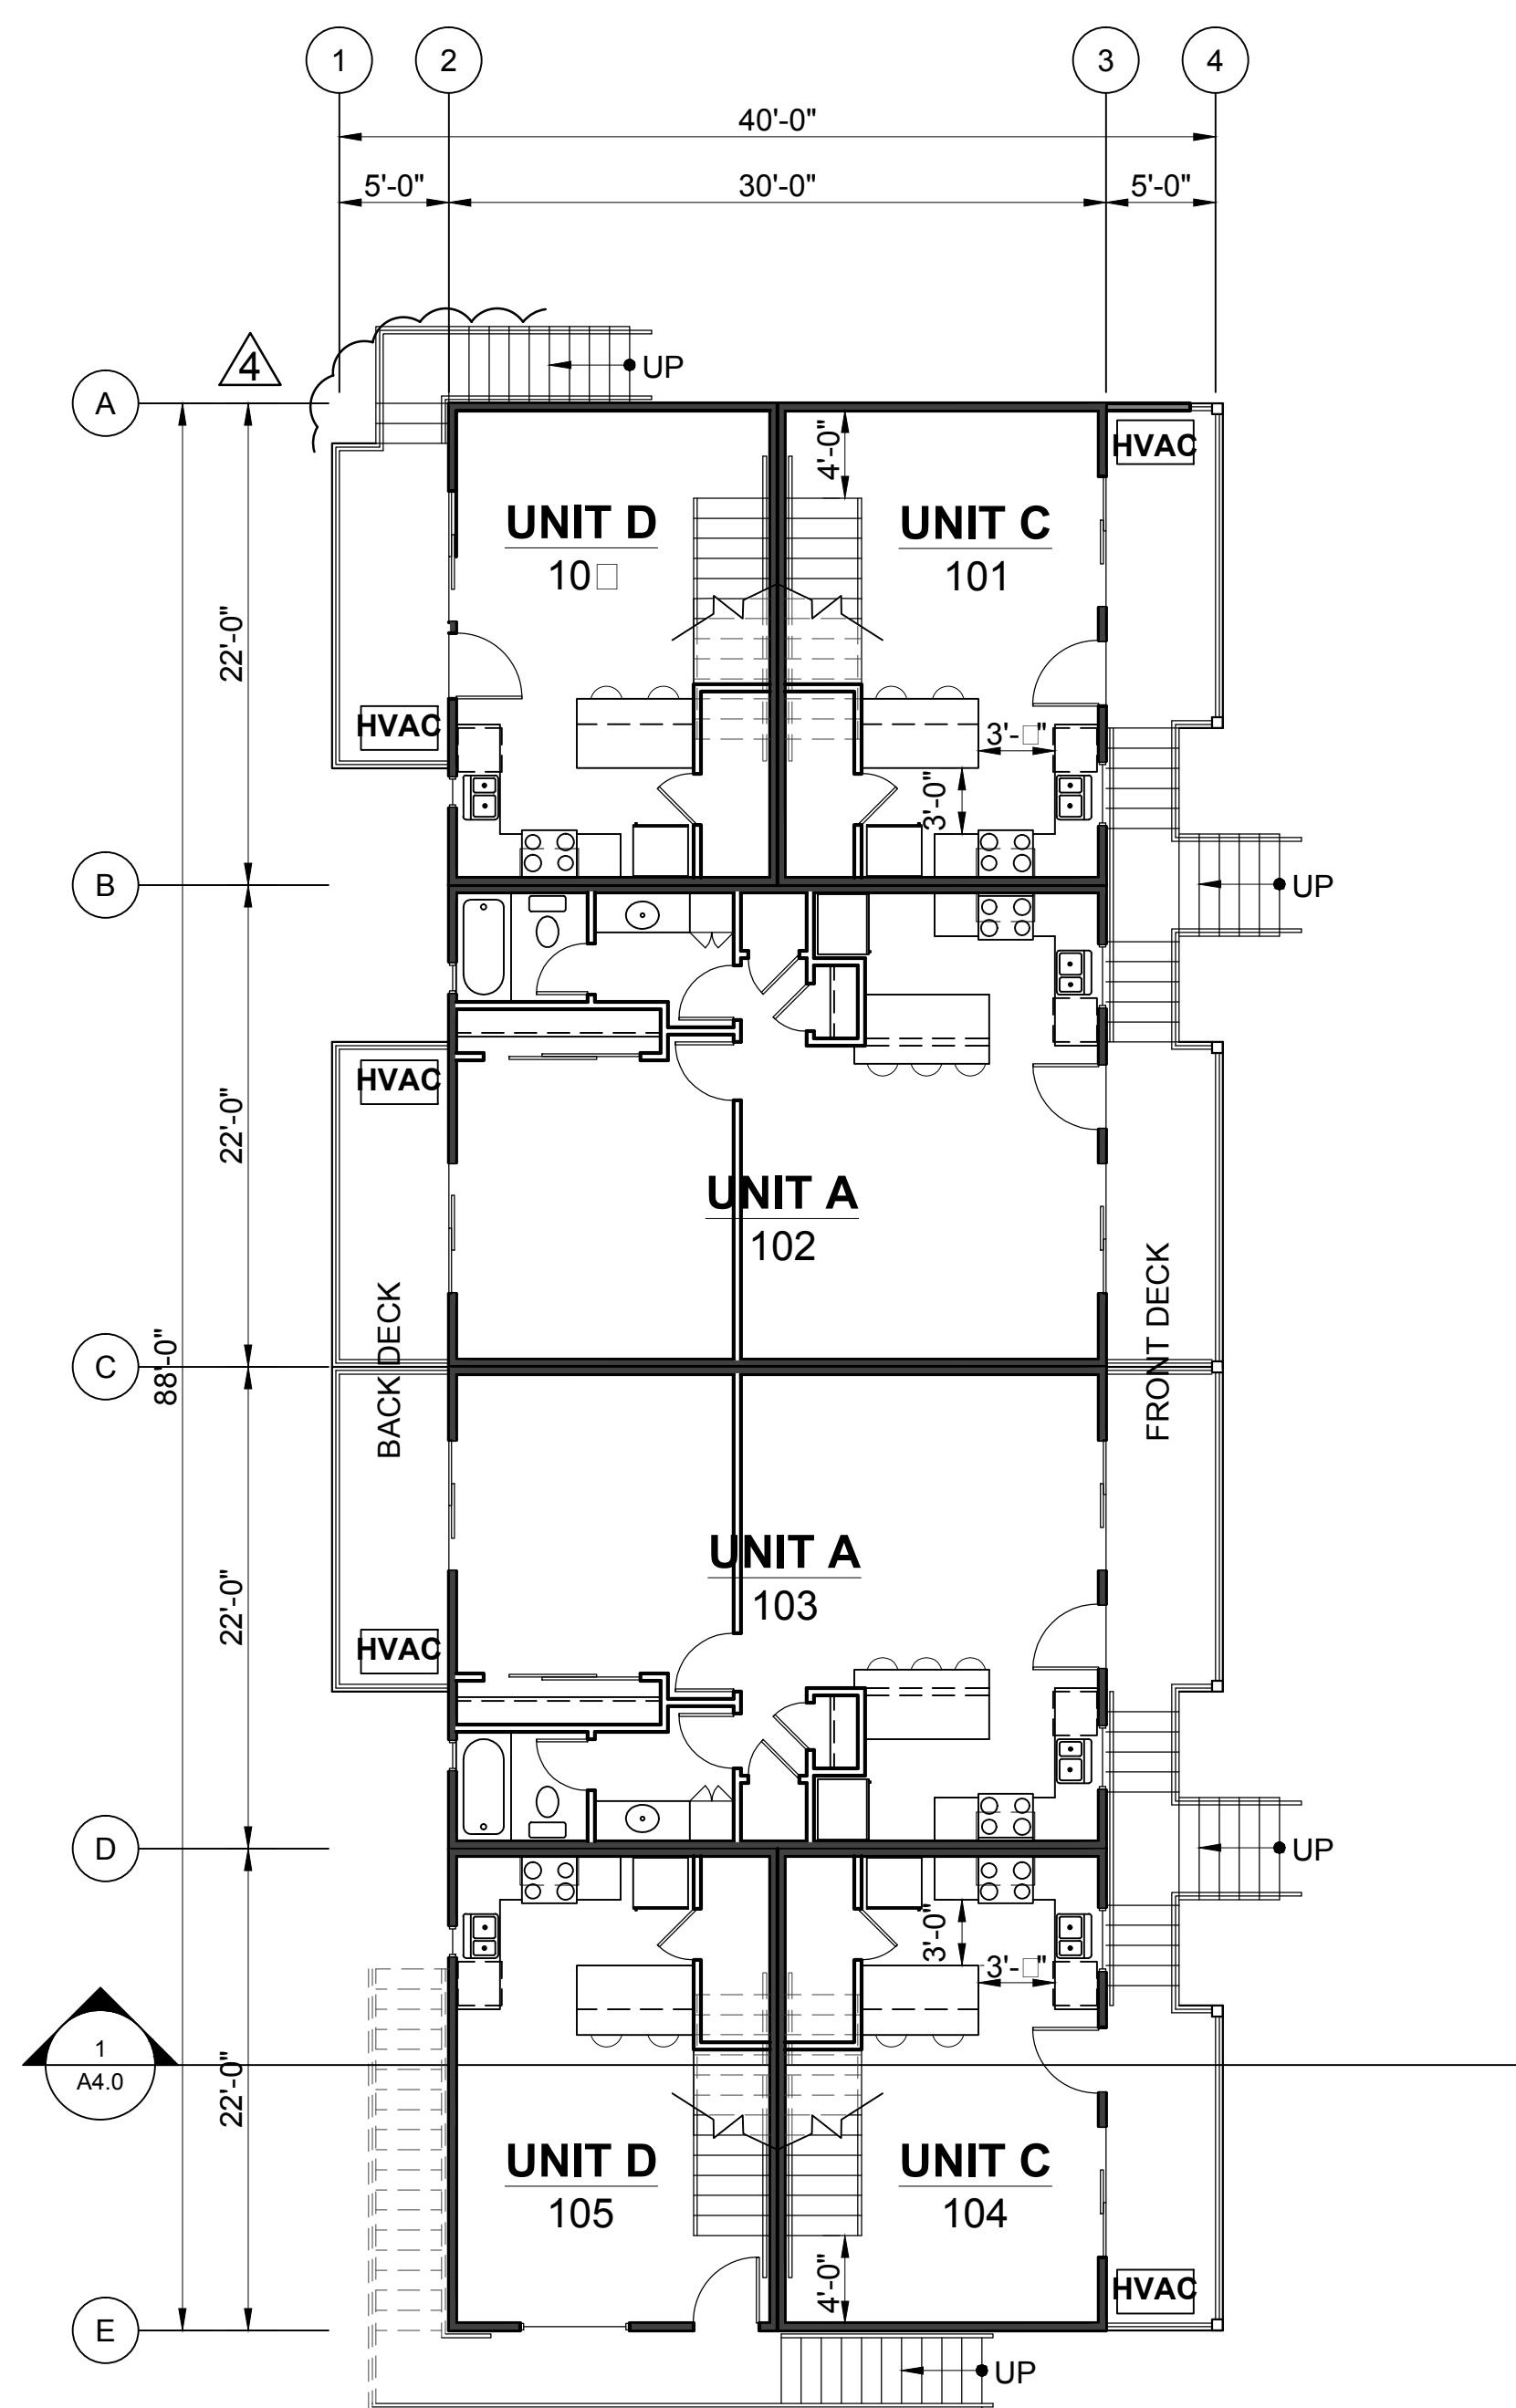 1
2
3
4
40'-0"
5'-0"
30'-0"
5'-0"
4
UP
A
HVAC
4'-0"
UNIT D
10□
UNIT C
101
22'-0"
HVAC
3'-□"
3'-0"
B
UP
HVAC
22'-0"
UNIT A
102
BACK DECK
FRONT DECK
C
88'-0"
UNIT A
103
22'-0"
HVAC
D
UP
3'-0"
3'-□"
1
A4.0
22'-0"
UNIT D
105
UNIT C
104
4'-0"
HVAC
E
UP